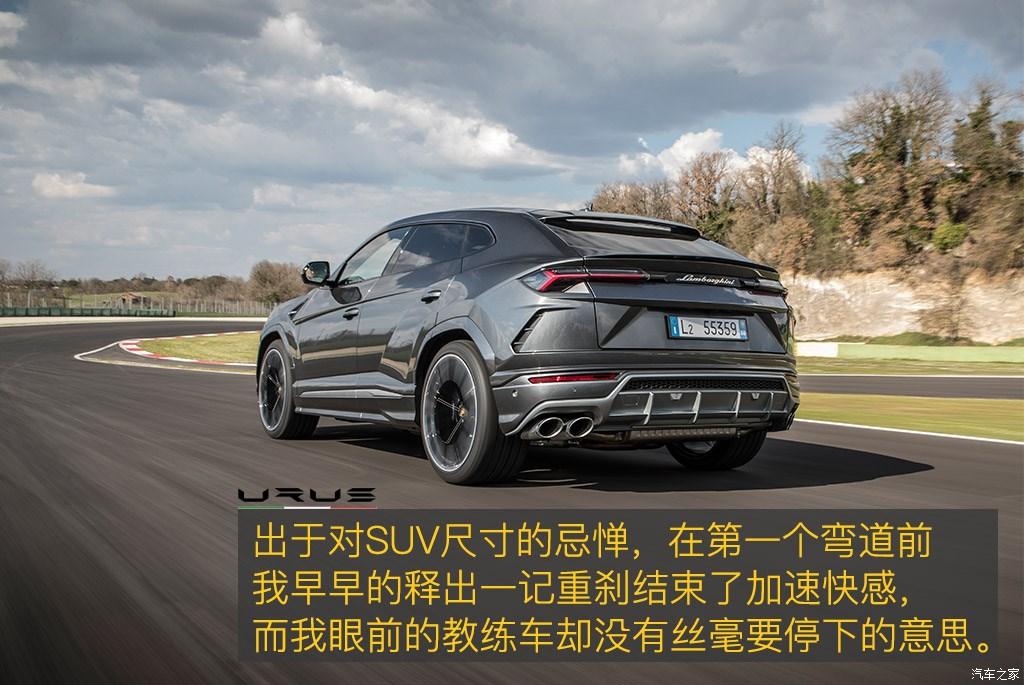 Lamborghini
L2 55359
URUS
出于对SUV尺寸的忌惮，在第一个弯道前
我早早的释出一记重刹结束了加速快感，
而我眼前的教练车却没有丝毫要停下的意思。
汽车之家